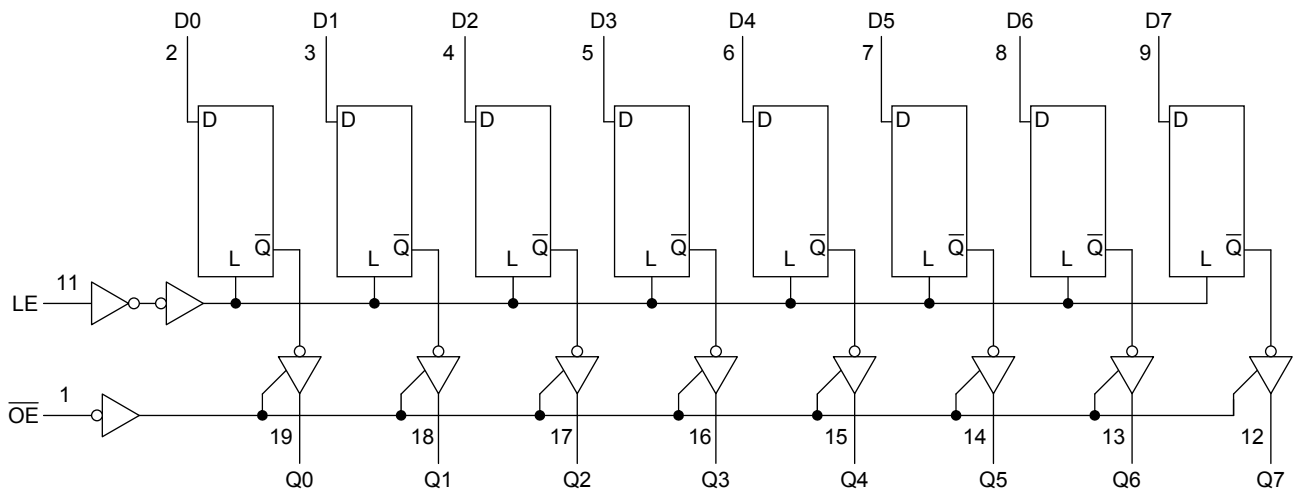 D0 D1 D2 D3 D4 D5 D6 D7
2 3 4 5 6 7 8 9
D D D D D D D D
Q̅ Q̅ Q̅ Q̅ Q̅ Q̅ Q̅ Q̅
L L L L L L L L
11
LE
1
O̅E̅
19 18 17 16 15 14 13 12
Q0 Q1 Q2 Q3 Q4 Q5 Q6 Q7